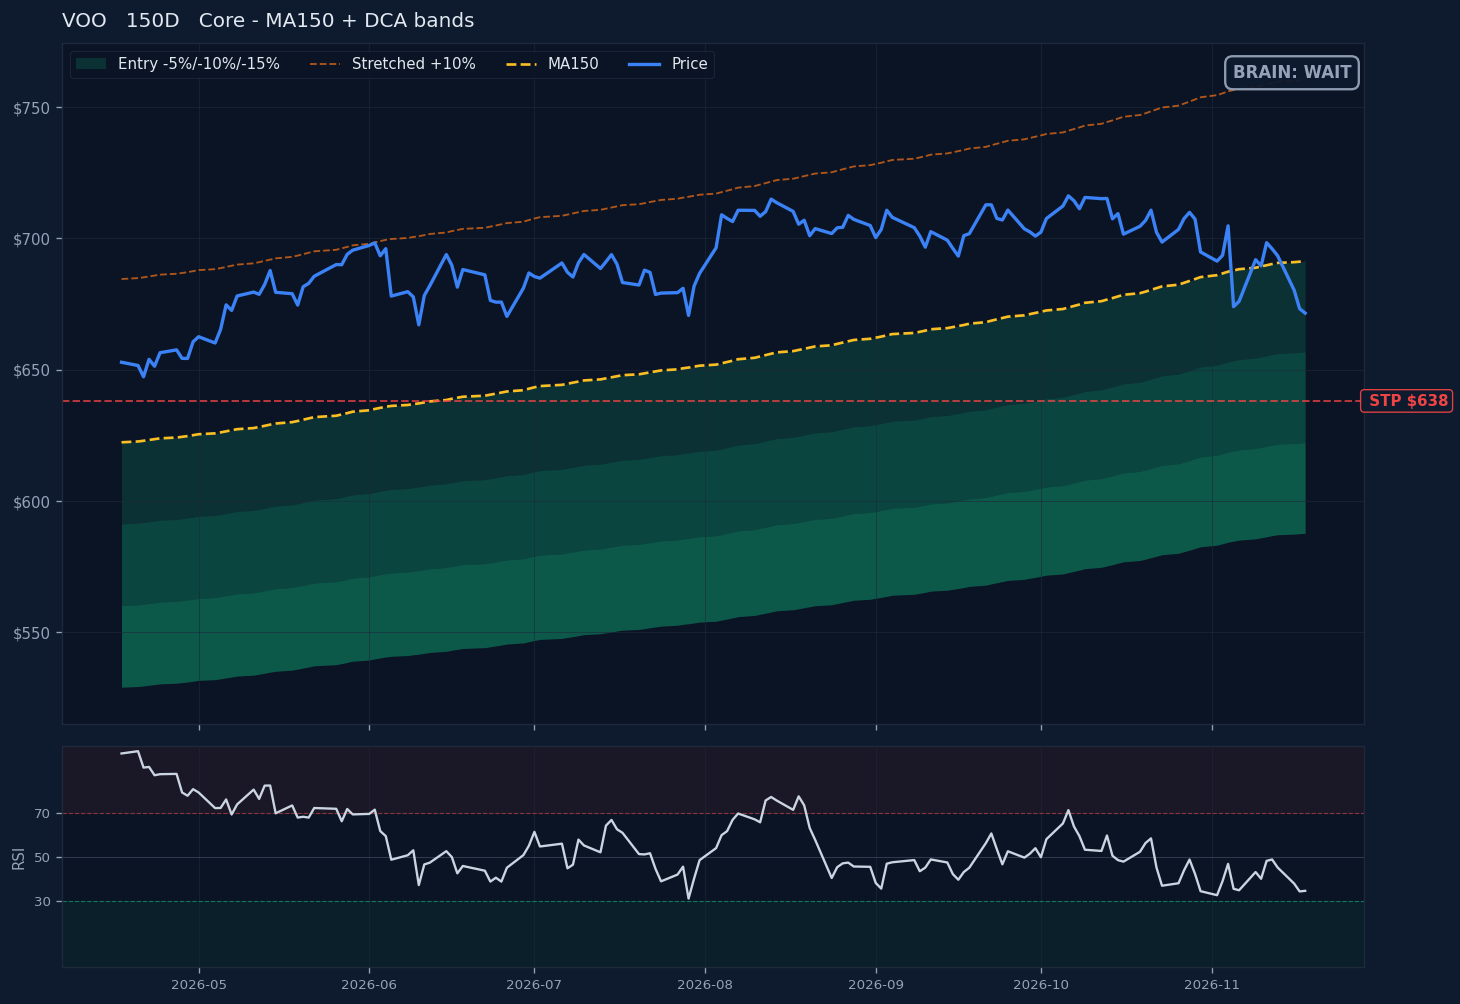 VOO   150D   Core - MA150 + DCA bands
Entry -5%/-10%/-15%   Stretched +10%   MA150   Price
BRAIN: WAIT
$750
$700
$650
STP $638
$600
$550
70
50
30
RSI
2026-05   2026-06   2026-07   2026-08   2026-09   2026-10   2026-11